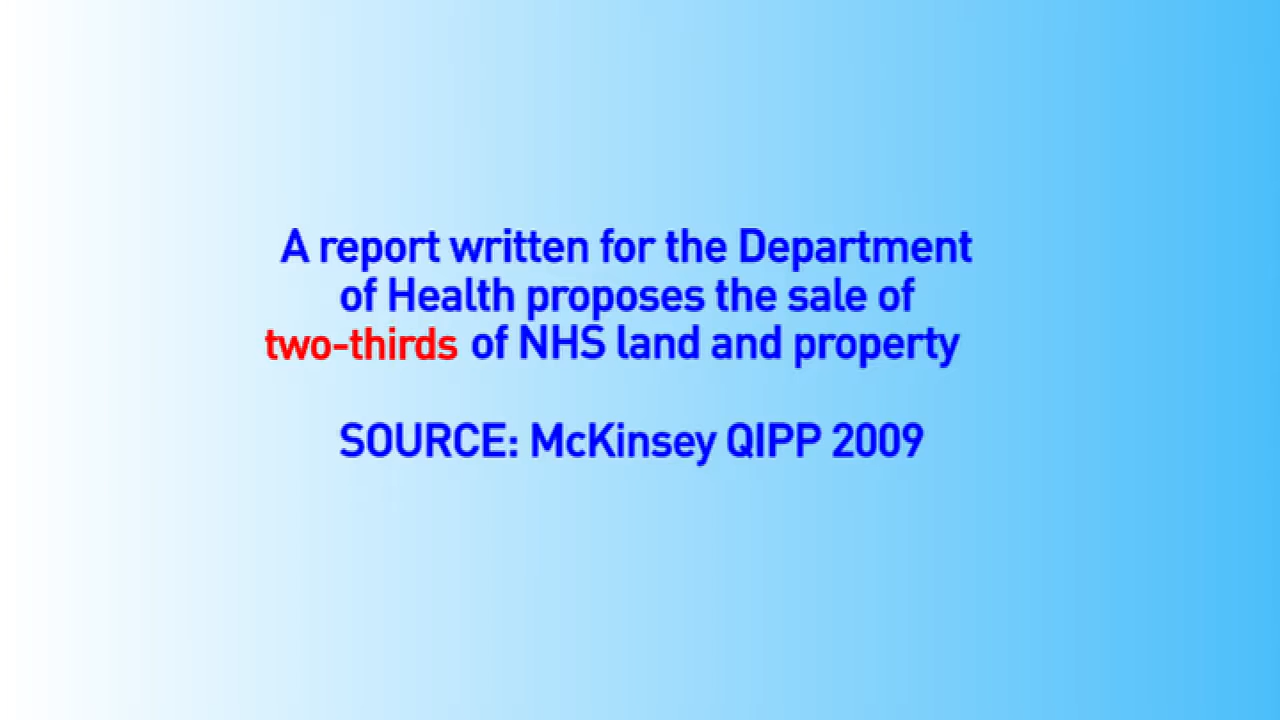 A report written for the Department
of Health proposes the sale of
two-thirds of NHS land and property
SOURCE: McKinsey QIPP 2009